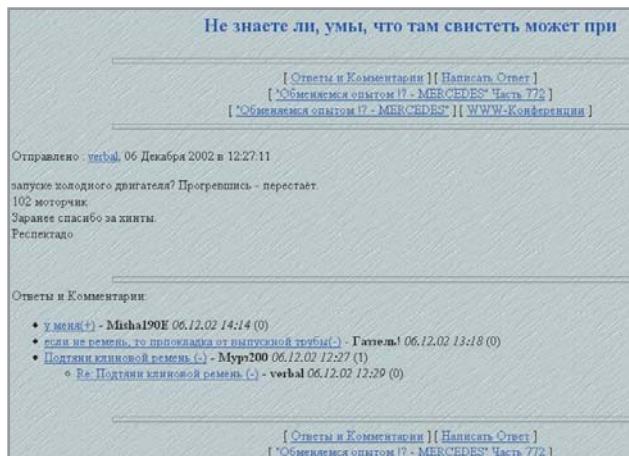 Не знаете ли, умы, что там свистеть может при
[ Ответы и Комментарии ] [ Написать Ответ ]
[ "Обменяемся опытом !? - MERCEDES" Часть 772 ]
[ "Обменяемся опытом !? - MERCEDES" ] [ WWW-Конференции ]
Отправлено : verbal, 06 Декабря 2002 в 12:27:11
запуске холодного двигателя? Прогревшись - перестаёт.
102 моторчик.
Заранее спасибо за хинты.
Респектадо
Ответы и Комментарии:
у меня(+) - Misha190E 06.12.02 14:14 (0)
если не ремень, то прпокладка от выпускной трубы(-) - Газзель! 06.12.02 13:18 (0)
Подтяни клиновой ремень (-) - Мурз200 06.12.02 12:27 (1)
Re: Подтяни клиновой ремень (-) - verbal 06.12.02 12:29 (0)
[ Ответы и Комментарии ] [ Написать Ответ ]
[ "Обменяемся опытом !? - MERCEDES" Часть 772 ]